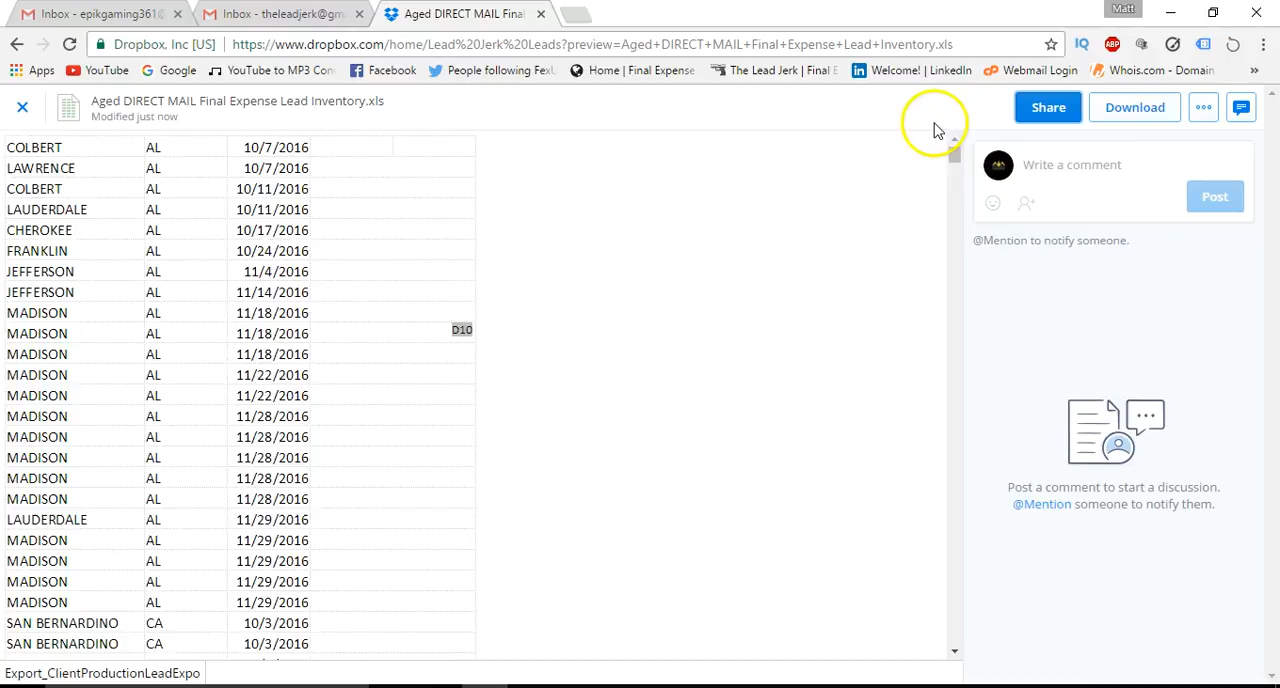 Inbox - epikgaming361@
Inbox - theleadjerk@gm
Aged DIRECT MAIL Final
Matt
Dropbox, Inc [US]
https://www.dropbox.com/home/Lead%20Jerk%20Leads?preview=Aged+DIRECT+MAIL+Final+Expense+Lead+Inventory.xls
IQ
ABP
Apps
YouTube
Google
YouTube to MP3 Con
Facebook
People following FexU
Home | Final Expense
The Lead Jerk | Final E
Welcome! | LinkedIn
Webmail Login
Whois.com - Domain
»
Aged DIRECT MAIL Final Expense Lead Inventory.xls
Modified just now
Share
Download
COLBERT AL 10/7/2016
LAWRENCE AL 10/7/2016
COLBERT AL 10/11/2016
LAUDERDALE AL 10/11/2016
CHEROKEE AL 10/17/2016
FRANKLIN AL 10/24/2016
JEFFERSON AL 11/4/2016
JEFFERSON AL 11/14/2016
MADISON AL 11/18/2016
MADISON AL 11/18/2016 D10
MADISON AL 11/18/2016
MADISON AL 11/22/2016
MADISON AL 11/22/2016
MADISON AL 11/28/2016
MADISON AL 11/28/2016
MADISON AL 11/28/2016
MADISON AL 11/28/2016
MADISON AL 11/28/2016
LAUDERDALE AL 11/29/2016
MADISON AL 11/29/2016
MADISON AL 11/29/2016
MADISON AL 11/29/2016
MADISON AL 11/29/2016
SAN BERNARDINO CA 10/3/2016
SAN BERNARDINO CA 10/3/2016
Export_ClientProductionLeadExpo
Write a comment
Post
@Mention to notify someone.
Post a comment to start a discussion.
@Mention someone to notify them.